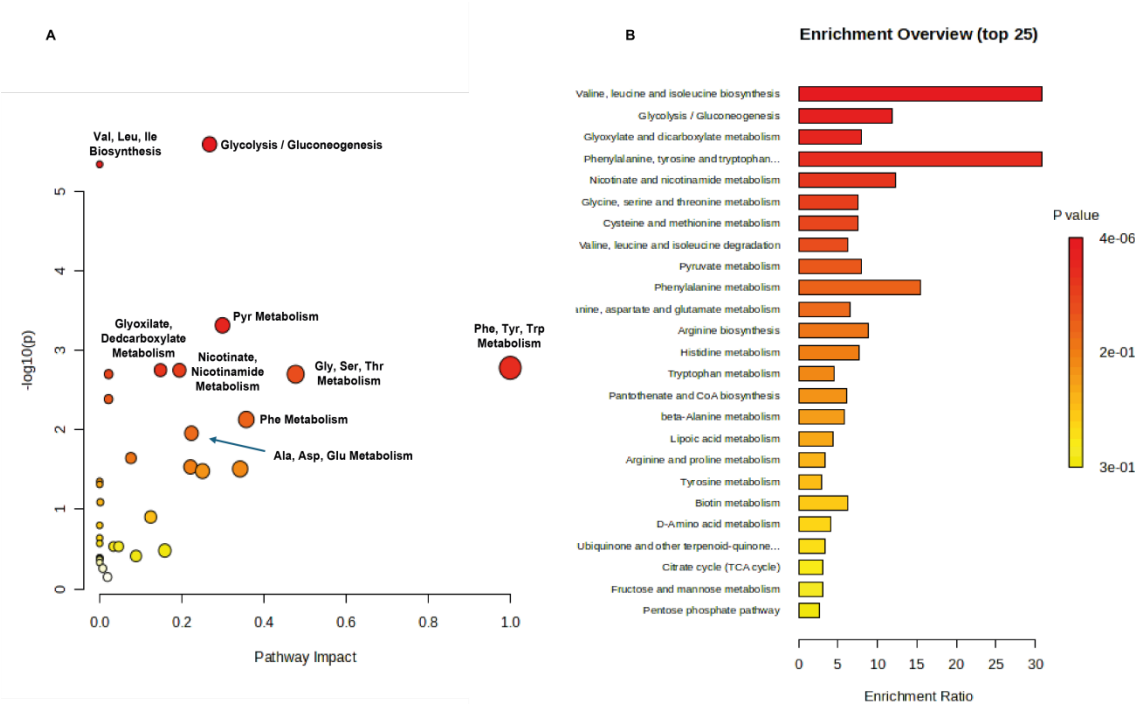 A
Val, Leu, Ile
Biosynthesis
Glycolysis / Gluconeogenesis
Pyr Metabolism
Glyoxilate,
Dedcarboxylate
Metabolism
Nicotinate,
Nicotinamide
Metabolism
Gly, Ser, Thr
Metabolism
Phe, Tyr, Trp
Metabolism
Phe Metabolism
Ala, Asp, Glu Metabolism
-log10(p)
5
4
3
2
1
0
0.0 0.2 0.4 0.6 0.8 1.0
Pathway Impact
B
Enrichment Overview (top 25)
Valine, leucine and isoleucine biosynthesis
Glycolysis / Gluconeogenesis
Glyoxylate and dicarboxylate metabolism
Phenylalanine, tyrosine and tryptophan...
Nicotinate and nicotinamide metabolism
Glycine, serine and threonine metabolism
Cysteine and methionine metabolism
Valine, leucine and isoleucine degradation
Pyruvate metabolism
Phenylalanine metabolism
anine, aspartate and glutamate metabolism
Arginine biosynthesis
Histidine metabolism
Tryptophan metabolism
Pantothenate and CoA biosynthesis
beta-Alanine metabolism
Lipoic acid metabolism
Arginine and proline metabolism
Tyrosine metabolism
Biotin metabolism
D-Amino acid metabolism
Ubiquinone and other terpenoid-quinone...
Citrate cycle (TCA cycle)
Fructose and mannose metabolism
Pentose phosphate pathway
0 5 10 15 20 25 30
Enrichment Ratio
P value
4e-06
2e-01
3e-01